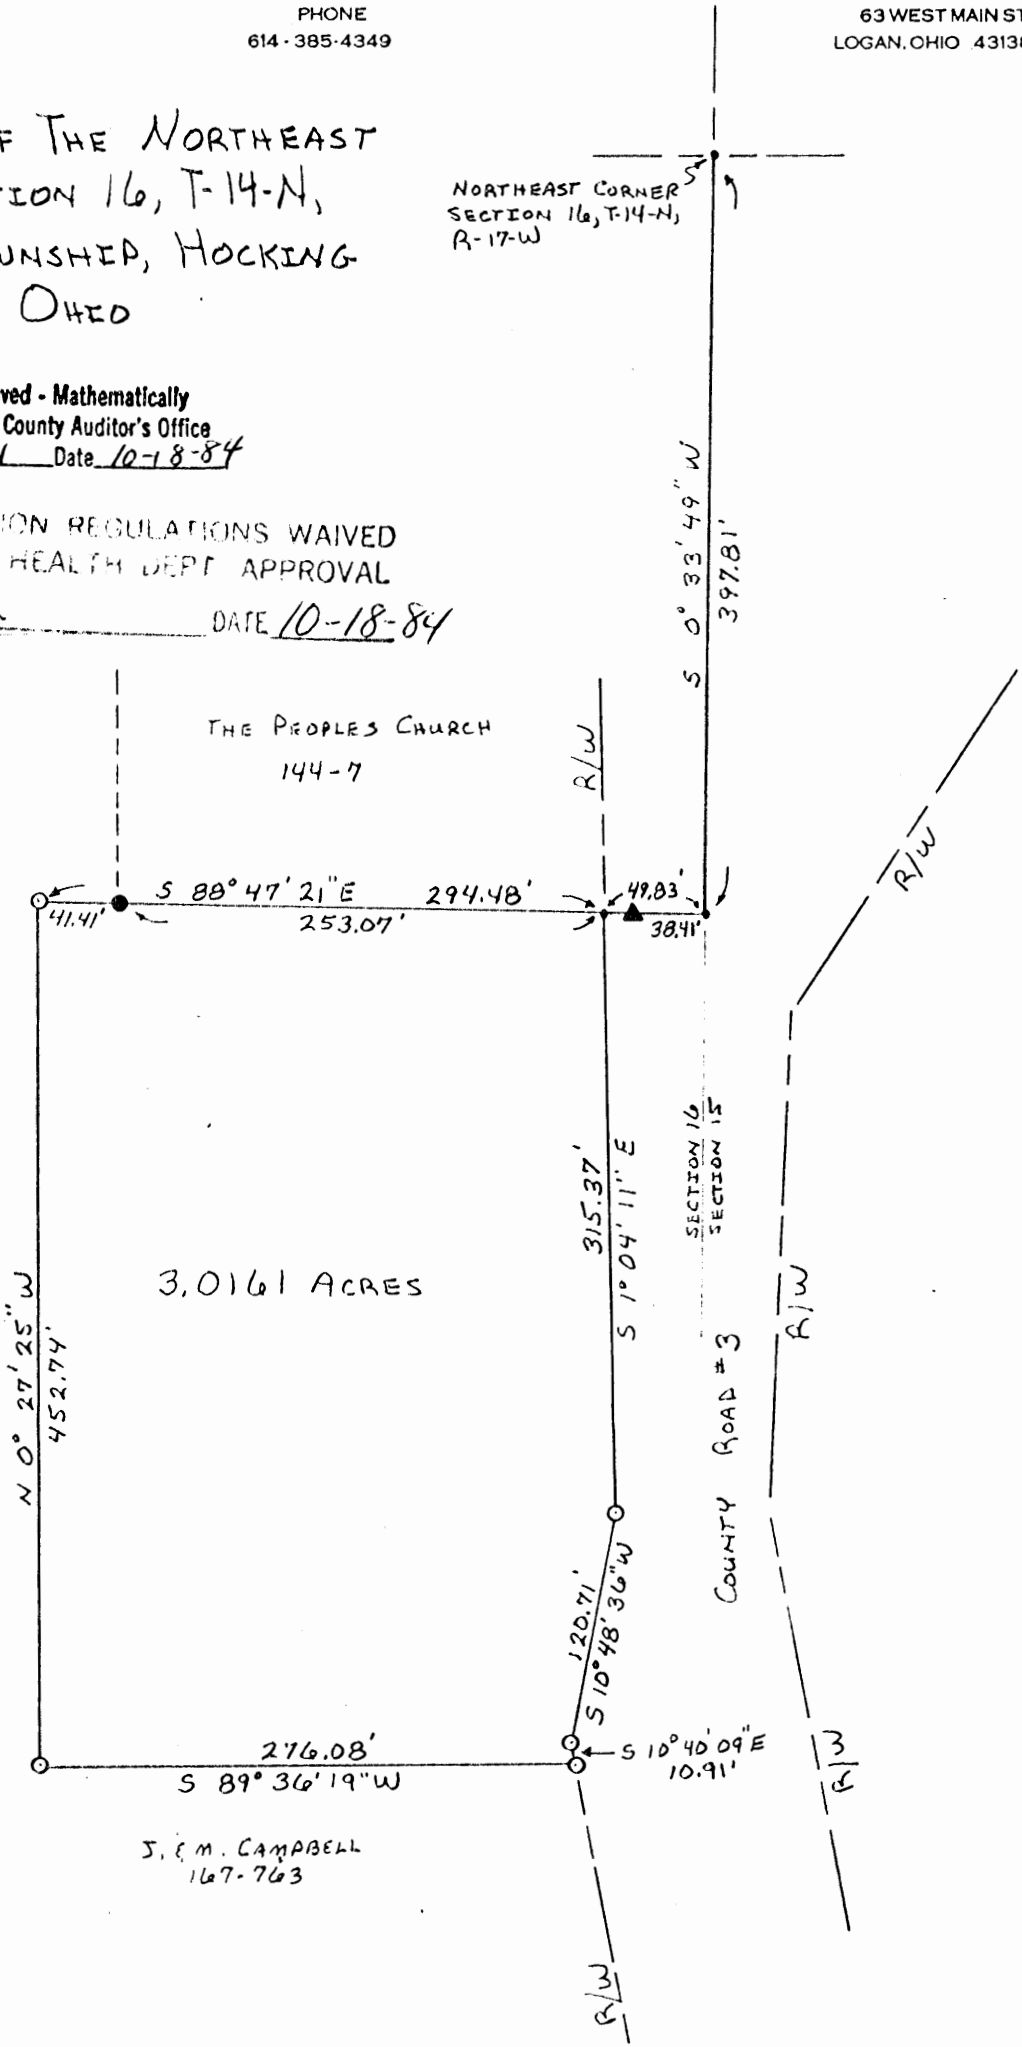 PHONE
614-385-4349
63 WEST MAIN ST
LOGAN, OHIO 43138
F THE NORTHEAST
TION 16, T-14-N,
WNSHIP, HOCKING
OHIO
NORTHEAST CORNER
SECTION 16, T-14-N,
R-17-W
ved - Mathematically
County Auditor's Office
Date 10-18-84
ION REGULATIONS WAIVED
HEALTH DEPT APPROVAL
DATE 10-18-84
S 0° 33' 49" W
397.81'
THE PEOPLES CHURCH
144-7
R/W
R/W
S 88° 47' 21" E 294.48'
49.83'
41.41'
253.07'
38.41'
315.37'
S 1° 04' 11" E
SECTION 16
SECTION 15
3.0161 ACRES
R/W
N 0° 27' 25" W
452.74'
COUNTY ROAD #3
120.71'
S 10° 48' 36" W
276.08'
S 89° 36' 19" W
S 10° 40' 09" E
10.91'
R/W
J. & M. CAMPBELL
167-763
R/W